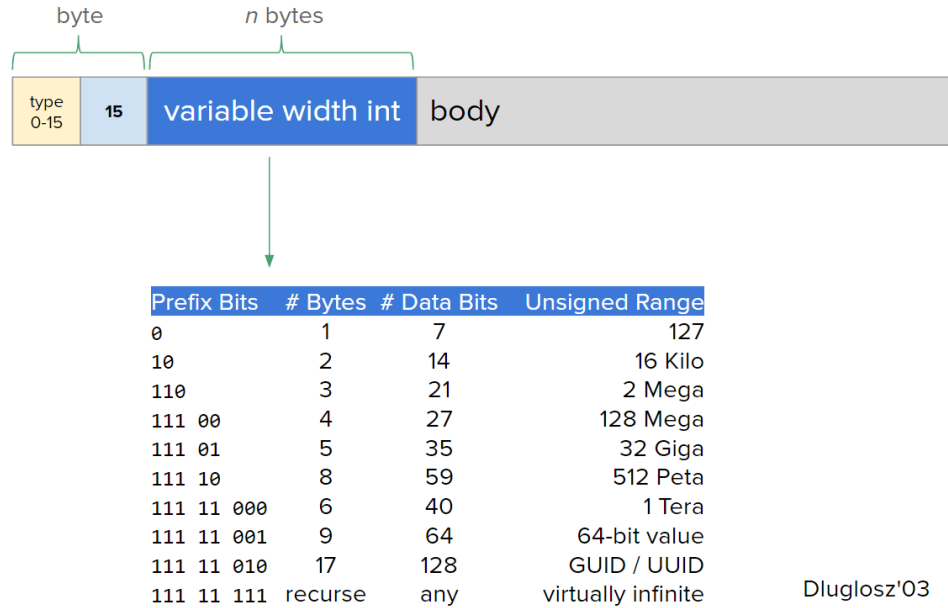 byte n bytes
type
0-15
15
variable width int
body
Prefix Bits # Bytes # Data Bits Unsigned Range
0 1 7 127
10 2 14 16 Kilo
110 3 21 2 Mega
111 00 4 27 128 Mega
111 01 5 35 32 Giga
111 10 8 59 512 Peta
111 11 000 6 40 1 Tera
111 11 001 9 64 64-bit value
111 11 010 17 128 GUID / UUID
111 11 111 recurse any virtually infinite
Dluglosz'03